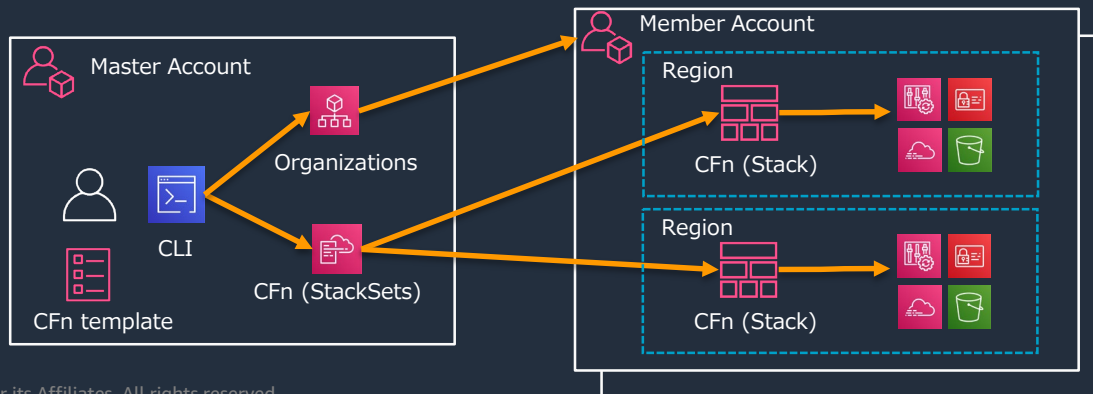 Master Account
Organizations
CLI
CFn (StackSets)
CFn template
Member Account
Region
CFn (Stack)
Region
CFn (Stack)
r its Affiliates. All rights reserved.